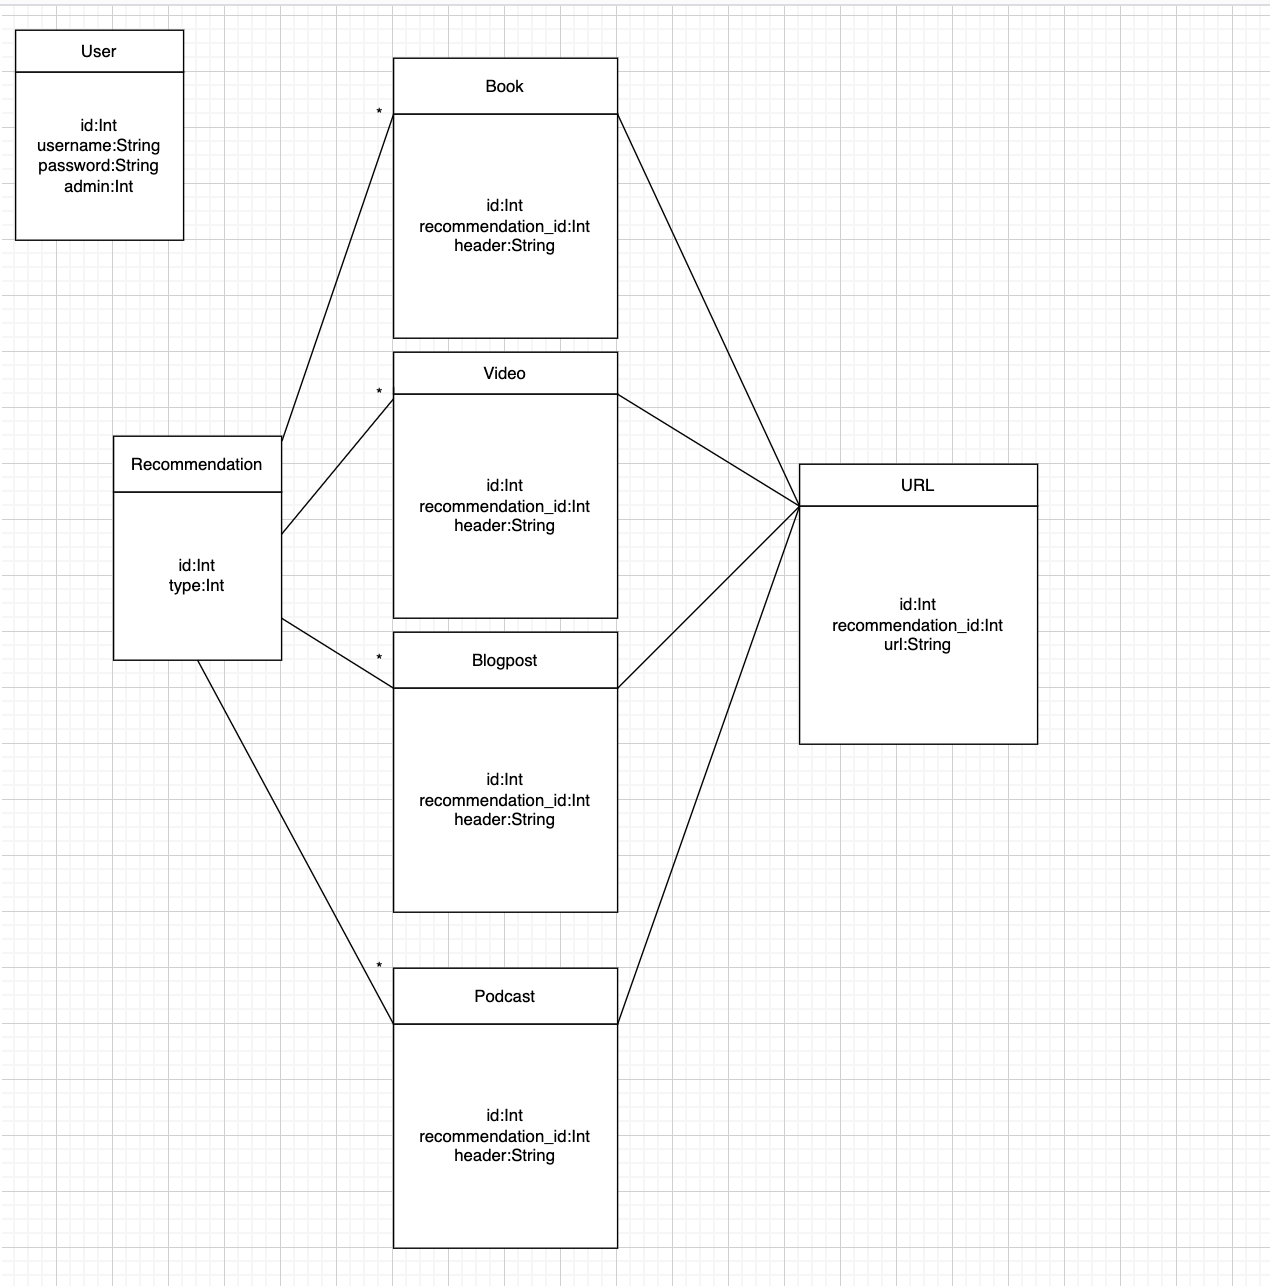 User
id:Int
username:String
password:String
admin:Int
*
Book
id:Int
recommendation_id:Int
header:String
*
Video
id:Int
recommendation_id:Int
header:String
Recommendation
id:Int
type:Int
URL
id:Int
recommendation_id:Int
url:String
*
Blogpost
id:Int
recommendation_id:Int
header:String
*
Podcast
id:Int
recommendation_id:Int
header:String